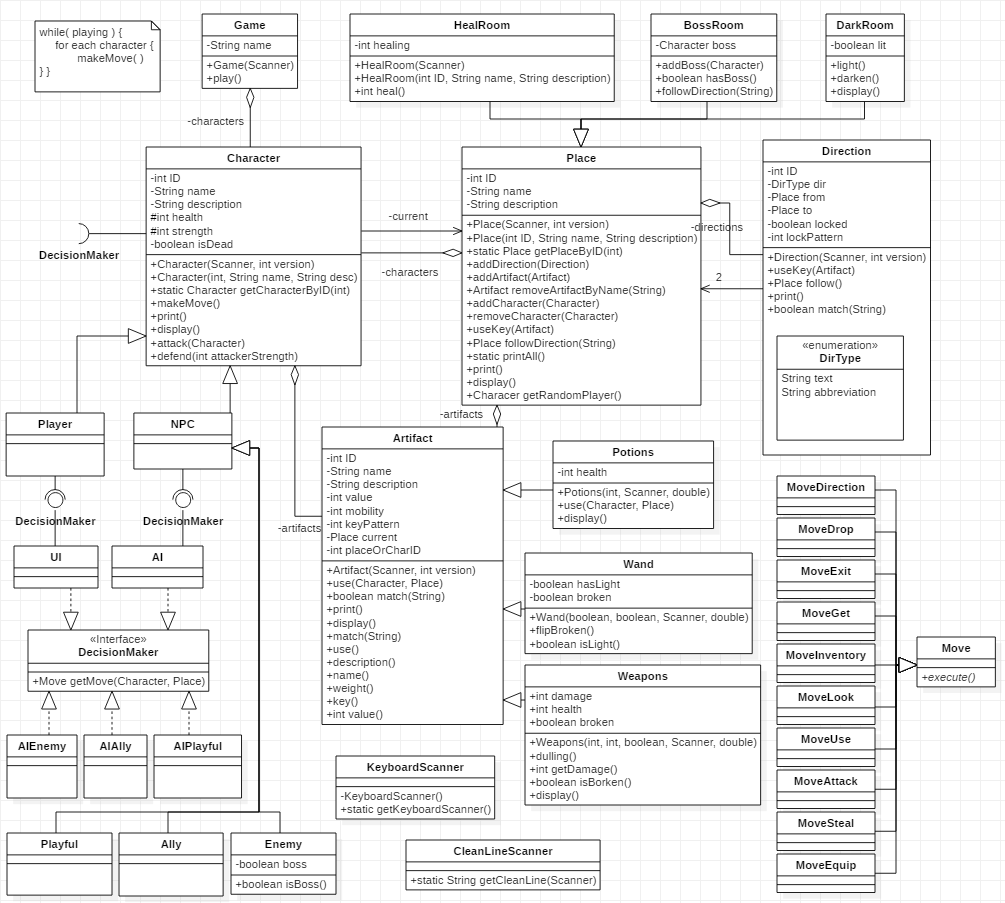 while( playing ) {
for each character {
makeMove( )
} }
Game
-String name
+Game(Scanner)
+play()
-characters
HealRoom
-int healing
+HealRoom(Scanner)
+HealRoom(int ID, String name, String description)
+int heal()
BossRoom
-Character boss
+addBoss(Character)
+boolean hasBoss()
+followDirection(String)
DarkRoom
-boolean lit
+light()
+darken()
+display()
Character
-int ID
-String name
-String description
#int health
#int strength
-boolean isDead
+Character(Scanner, int version)
+Character(int, String name, String desc)
+static Character getCharacterByID(int)
+makeMove()
+print()
+display()
+attack(Character)
+defend(int attackerStrength)
DecisionMaker
-current
-characters
Place
-int ID
-String name
-String description
+Place(Scanner, int version)
+Place(int ID, String name, String description)
+static Place getPlaceByID(int)
+addDirection(Direction)
+addArtifact(Artifact)
+Artifact removeArtifactByName(String)
+addCharacter(Character)
+removeCharacter(Character)
+useKey(Artifact)
+Place followDirection(String)
+static printAll()
+print()
+display()
+Characer getRandomPlayer()
-directions
2
Direction
-int ID
-DirType dir
-Place from
-Place to
-boolean locked
-int lockPattern
+Direction(Scanner, int version)
+useKey(Artifact)
+Place follow()
+print()
+boolean match(String)
«enumeration»
DirType
String text
String abbreviation
Player
NPC
DecisionMaker
DecisionMaker
UI
AI
«Interface»
DecisionMaker
+Move getMove(Character, Place)
AIEnemy
AIAlly
AIPlayful
Playful
Ally
Enemy
-boolean boss
+boolean isBoss()
-artifacts
-artifacts
Artifact
-int ID
-String name
-String description
-int value
-int mobility
-int keyPattern
-Place current
-int placeOrCharID
+Artifact(Scanner, int version)
+use(Character, Place)
+boolean match(String)
+print()
+display()
+match(String)
+use()
+description()
+name()
+weight()
+key()
+int value()
Potions
-int health
+Potions(int, Scanner, double)
+use(Character, Place)
+display()
Wand
-boolean hasLight
-boolean broken
+Wand(boolean, boolean, Scanner, double)
+flipBroken()
+boolean isLight()
Weapons
+int damage
+int health
+boolean broken
+Weapons(int, int, boolean, Scanner, double)
+dulling()
+int getDamage()
+boolean isBorken()
+display()
KeyboardScanner
-KeyboardScanner()
+static getKeyboardScanner()
CleanLineScanner
+static String getCleanLine(Scanner)
MoveDirection
MoveDrop
MoveExit
MoveGet
MoveInventory
MoveLook
MoveUse
MoveAttack
MoveSteal
MoveEquip
Move
+execute()